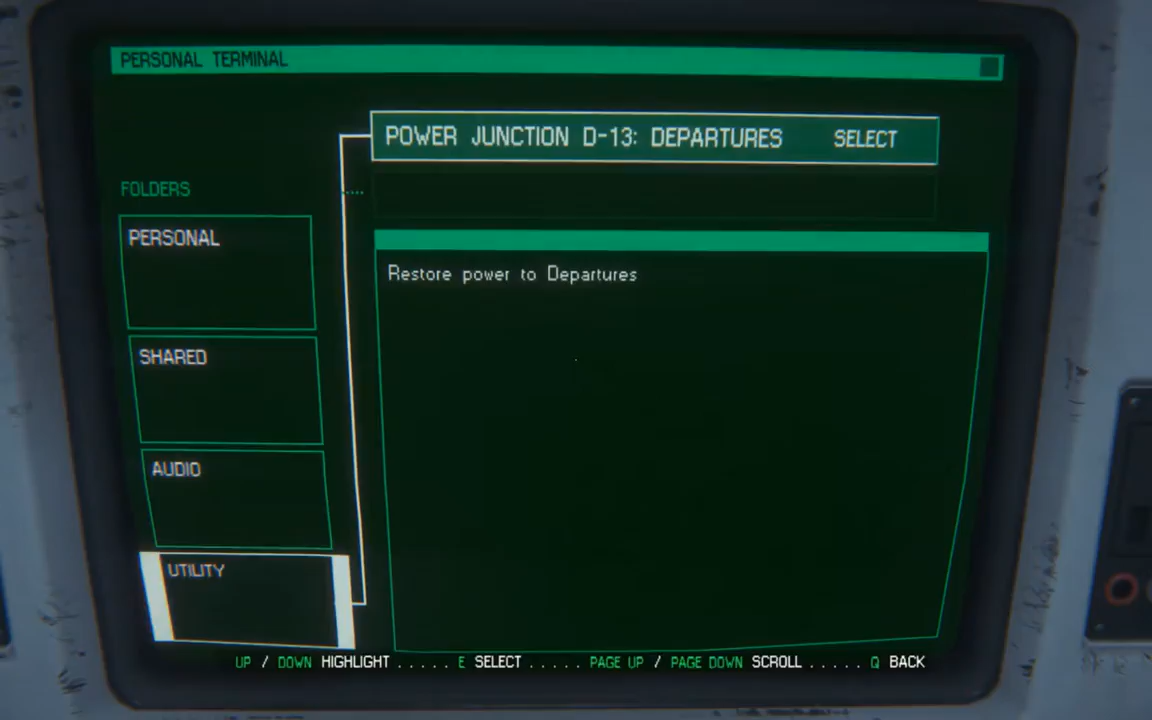 PERSONAL TERMINAL
POWER JUNCTION D-13: DEPARTURES SELECT
FOLDERS
PERSONAL
Restore power to Departures
SHARED
AUDIO
UTILITY
UP / DOWN HIGHLIGHT ..... E SELECT ..... PAGE UP / PAGE DOWN SCROLL ..... Q BACK